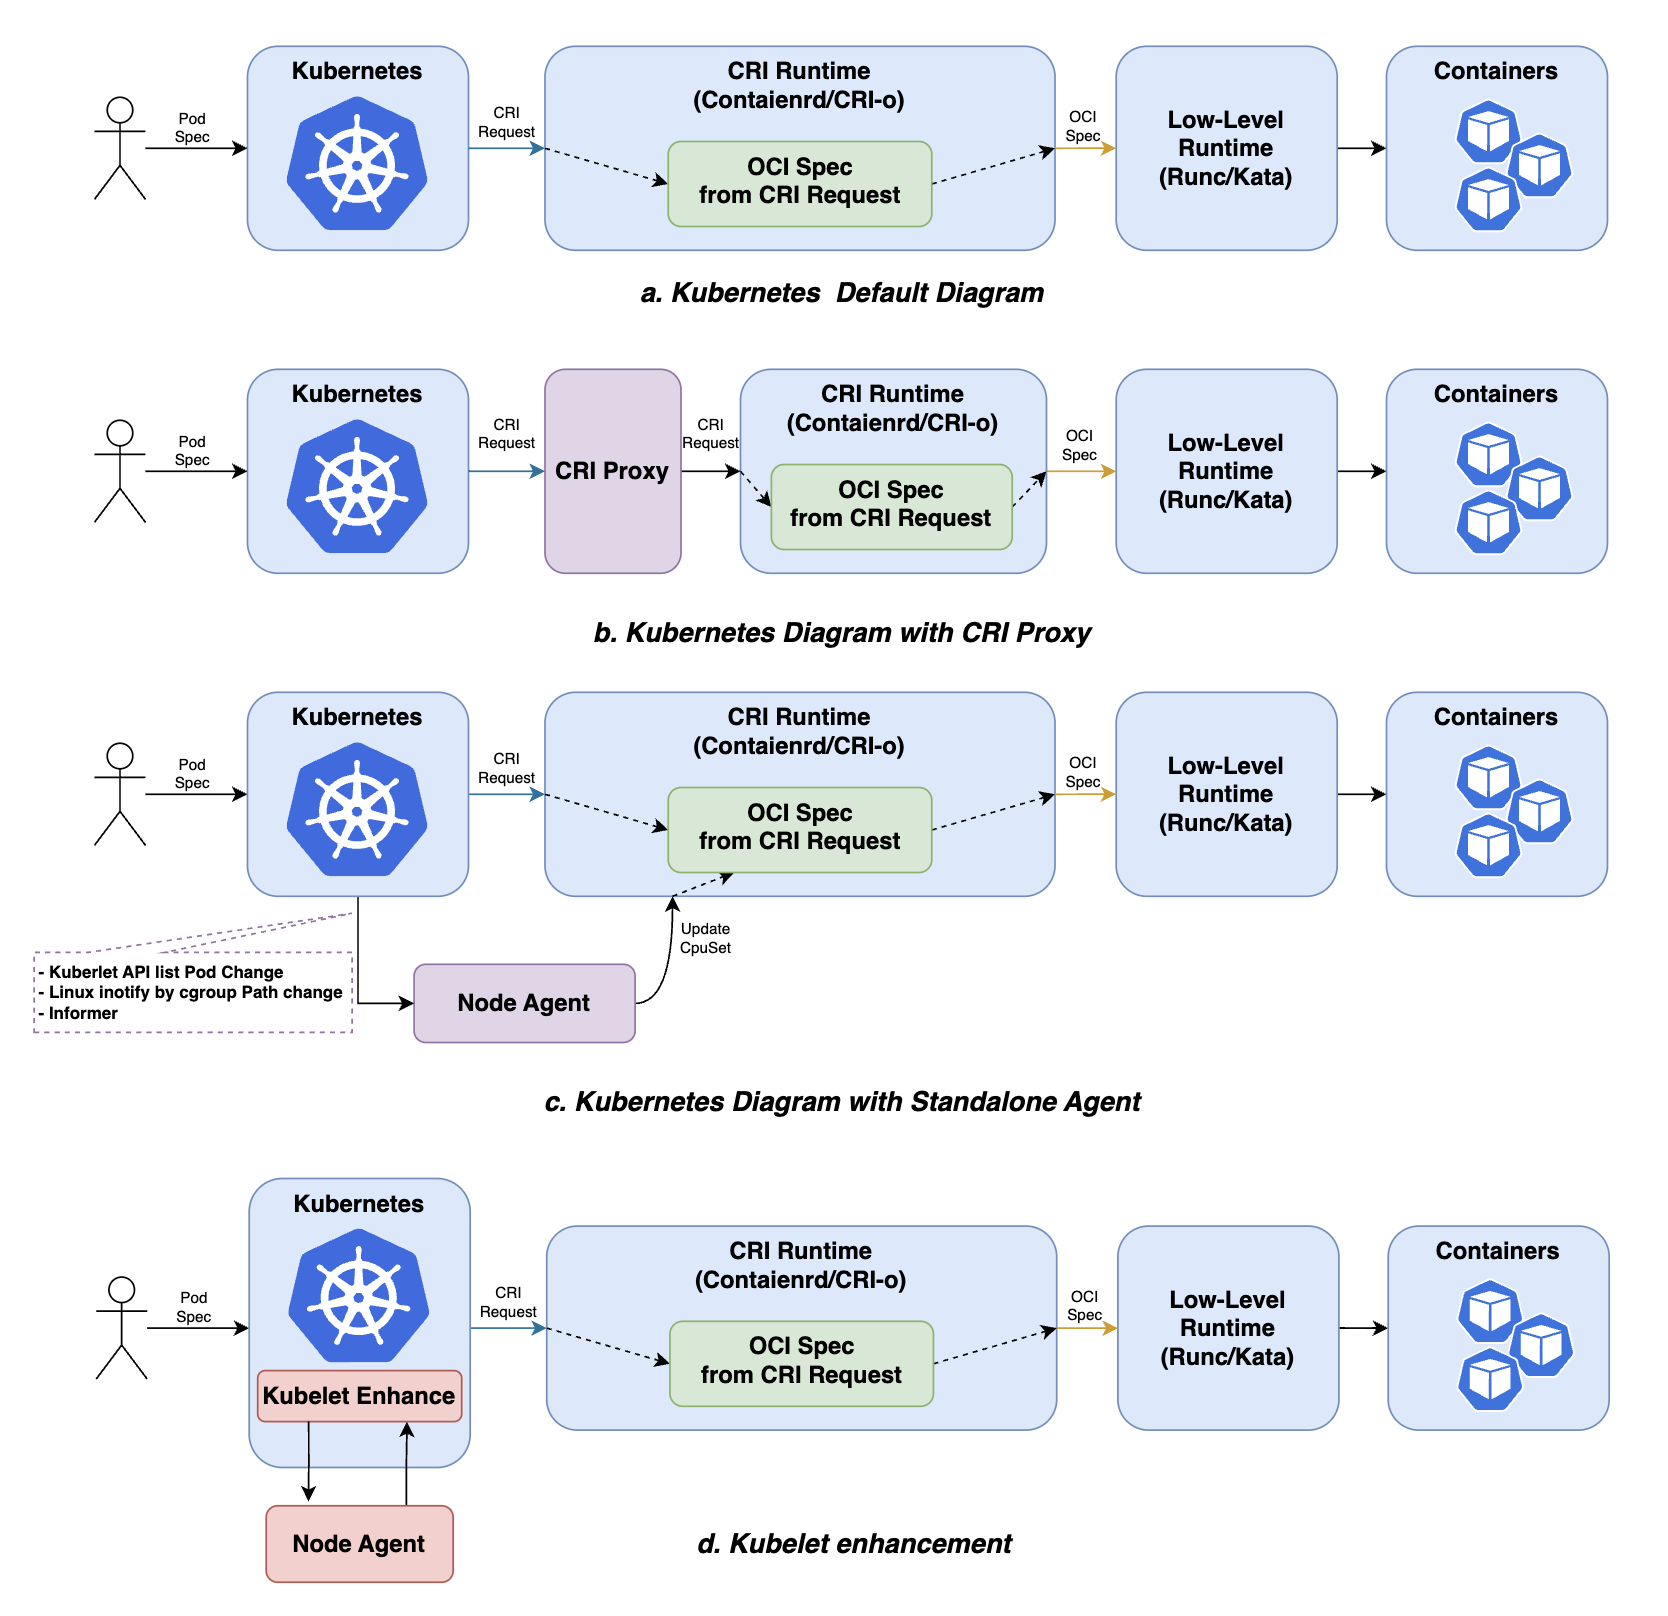 Kubernetes
CRI Runtime
(Contaienrd/CRI-o)
Containers
Pod
Spec
CRI
Request
OCI
Spec
OCI Spec
from CRI Request
Low-Level
Runtime
(Runc/Kata)
a. Kubernetes  Default Diagram
Kubernetes
CRI Runtime
(Contaienrd/CRI-o)
Containers
Pod
Spec
CRI
Request
CRI Proxy
CRI
Request
OCI
Spec
OCI Spec
from CRI Request
Low-Level
Runtime
(Runc/Kata)
b. Kubernetes Diagram with CRI Proxy
Kubernetes
CRI Runtime
(Contaienrd/CRI-o)
Containers
Pod
Spec
CRI
Request
OCI
Spec
OCI Spec
from CRI Request
Low-Level
Runtime
(Runc/Kata)
Update
CpuSet
- Kuberlet API list Pod Change
- Linux inotify by cgroup Path change
- Informer
Node Agent
c. Kubernetes Diagram with Standalone Agent
Kubernetes
CRI Runtime
(Contaienrd/CRI-o)
Containers
Pod
Spec
CRI
Request
OCI
Spec
OCI Spec
from CRI Request
Low-Level
Runtime
(Runc/Kata)
Kubelet Enhance
Node Agent
d. Kubelet enhancement